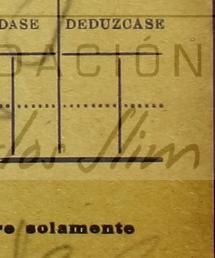 DASE DEDUZCASE
DACIÓN
los Slim
re solamente